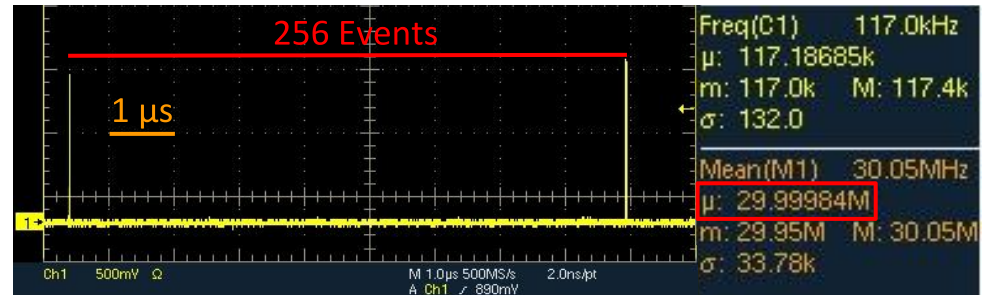 256 Events
1 µs
1
Ch1 500mV Ω
M 1.0µs 500MS/s 2.0ns/pt
A Ch1 / 890mV
Freq(C1) 117.0kHz
µ: 117.18685k
m: 117.0k M: 117.4k
σ: 132.0
Mean(M1) 30.05MHz
µ: 29.99984M
m: 29.95M M: 30.05M
σ: 33.78k